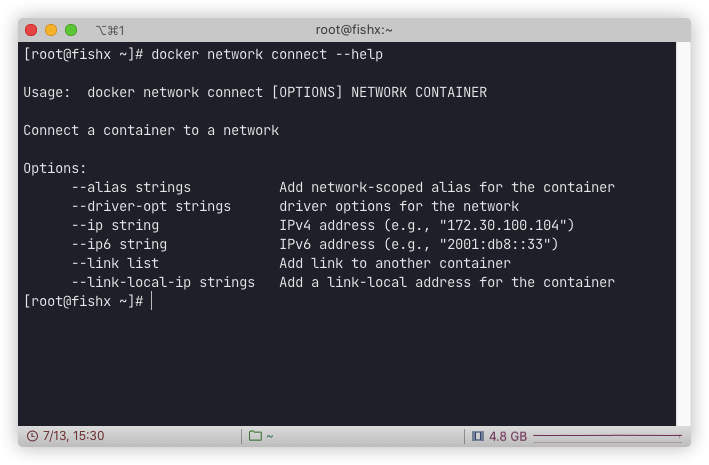 ⌥⌘1
root@fishx:~
[root@fishx ~]# docker network connect --help
Usage:  docker network connect [OPTIONS] NETWORK CONTAINER
Connect a container to a network
Options:
      --alias strings           Add network-scoped alias for the container
      --driver-opt strings      driver options for the network
      --ip string               IPv4 address (e.g., "172.30.100.104")
      --ip6 string              IPv6 address (e.g., "2001:db8::33")
      --link list               Add link to another container
      --link-local-ip strings   Add a link-local address for the container
[root@fishx ~]#
7/13, 15:30
~
4.8 GB